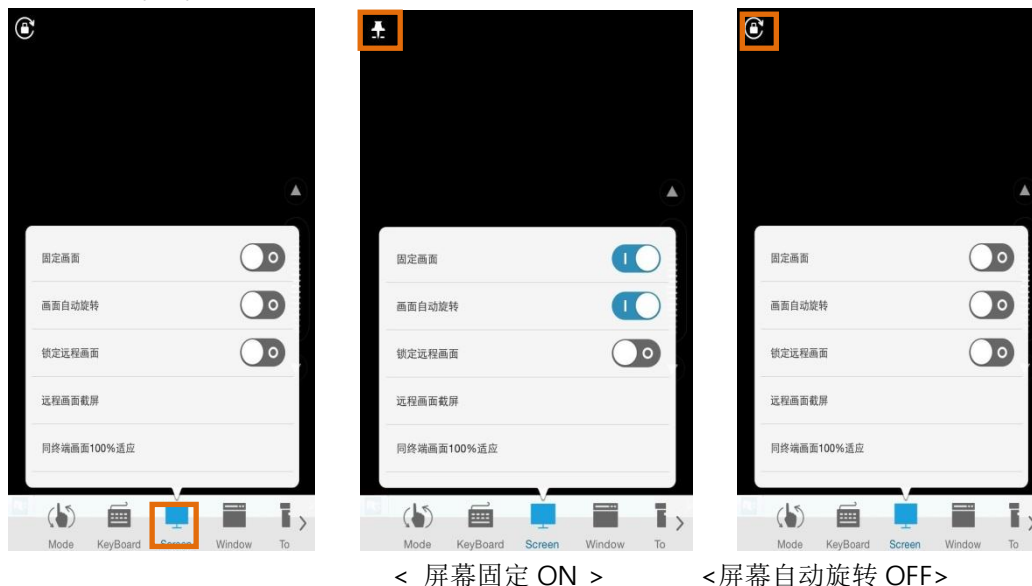 固定画面
画面自动旋转
锁定远程画面
远程画面截屏
同终端画面100%适应
Mode KeyBoard Screen Window To
固定画面
画面自动旋转
锁定远程画面
远程画面截屏
同终端画面100%适应
Mode KeyBoard Screen Window To
固定画面
画面自动旋转
锁定远程画面
远程画面截屏
同终端画面100%适应
Mode KeyBoard Screen Window To
< 屏幕固定 ON > <屏幕自动旋转 OFF>